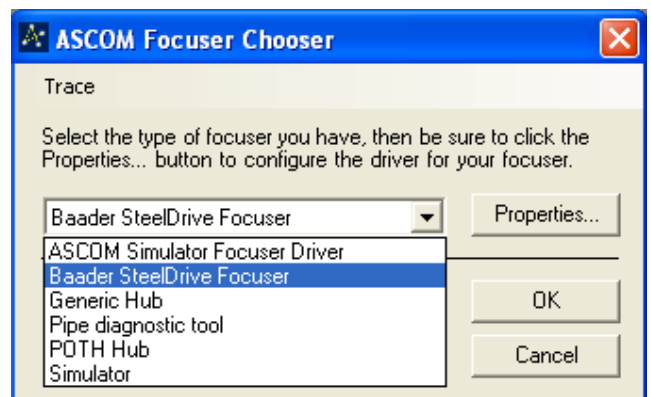 ASCOM Focuser Chooser
Trace
Select the type of focuser you have, then be sure to click the
Properties... button to configure the driver for your focuser.
Baader SteelDrive Focuser
Properties...
ASCOM Simulator Focuser Driver
Baader SteelDrive Focuser
Generic Hub
Pipe diagnostic tool
POTH Hub
Simulator
OK
Cancel